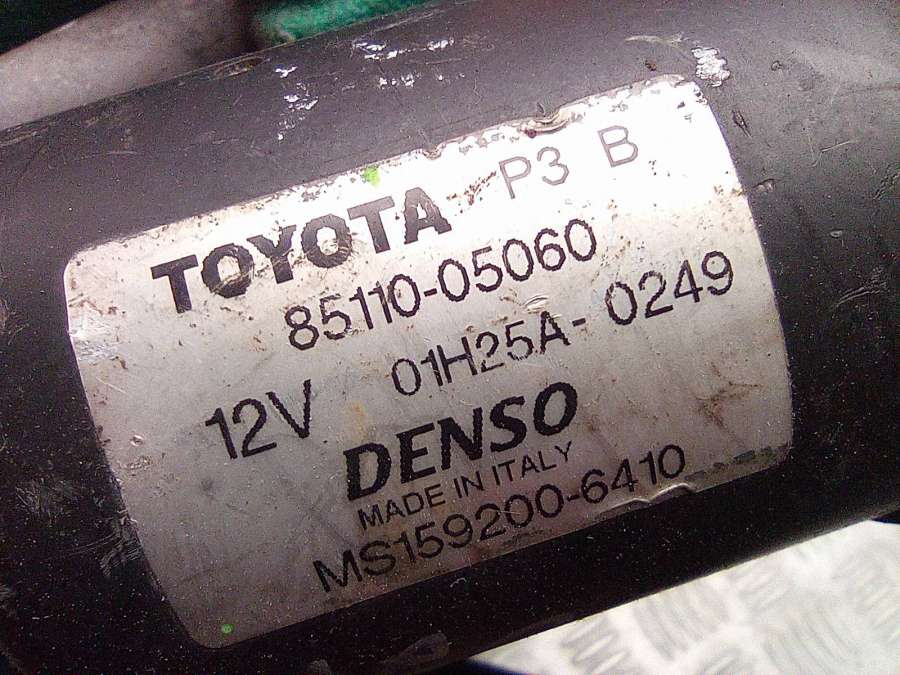 TOYOTA P3 B
85110-05060
12V 01H25A-0249
DENSO
MADE IN ITALY
MS159200-6410